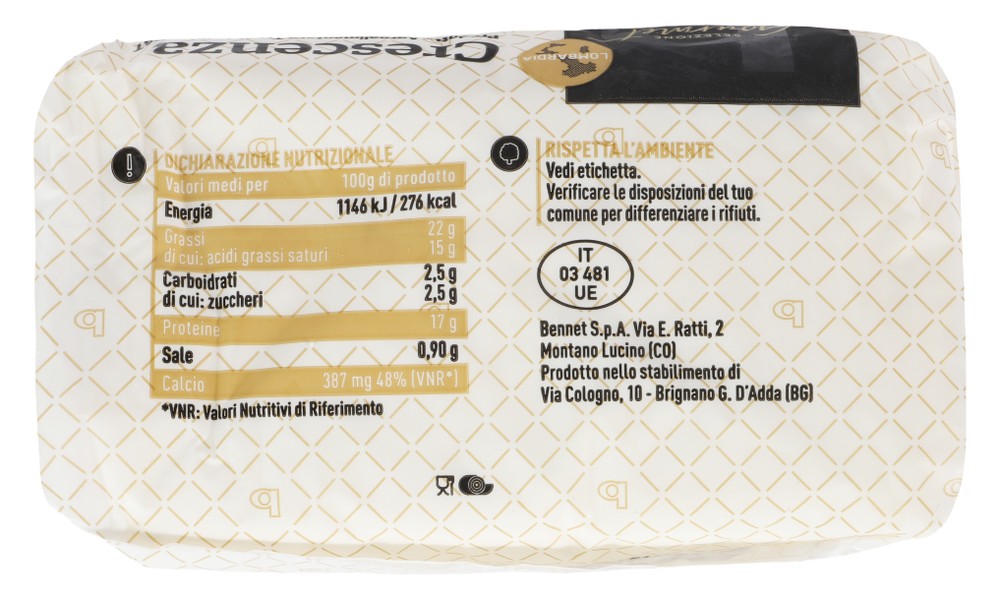 Crescenza
LOMBARDIA
SELEZIONE
Gourmet
DICHIARAZIONE NUTRIZIONALE
Valori medi per 100g di prodotto
Energia 1146 kJ / 276 kcal
Grassi 22 g
di cui: acidi grassi saturi 15 g
Carboidrati 2,5 g
di cui: zuccheri 2,5 g
Proteine 17 g
Sale 0,90 g
Calcio 387 mg 48% (VNR*)
*VNR: Valori Nutritivi di Riferimento
RISPETTA L'AMBIENTE
Vedi etichetta.
Verificare le disposizioni del tuo
comune per differenziare i rifiuti.
IT
03 481
UE
Bennet S.p.A. Via E. Ratti, 2
Montano Lucino (CO)
Prodotto nello stabilimento di
Via Cologno, 10 - Brignano G. D'Adda (BG)